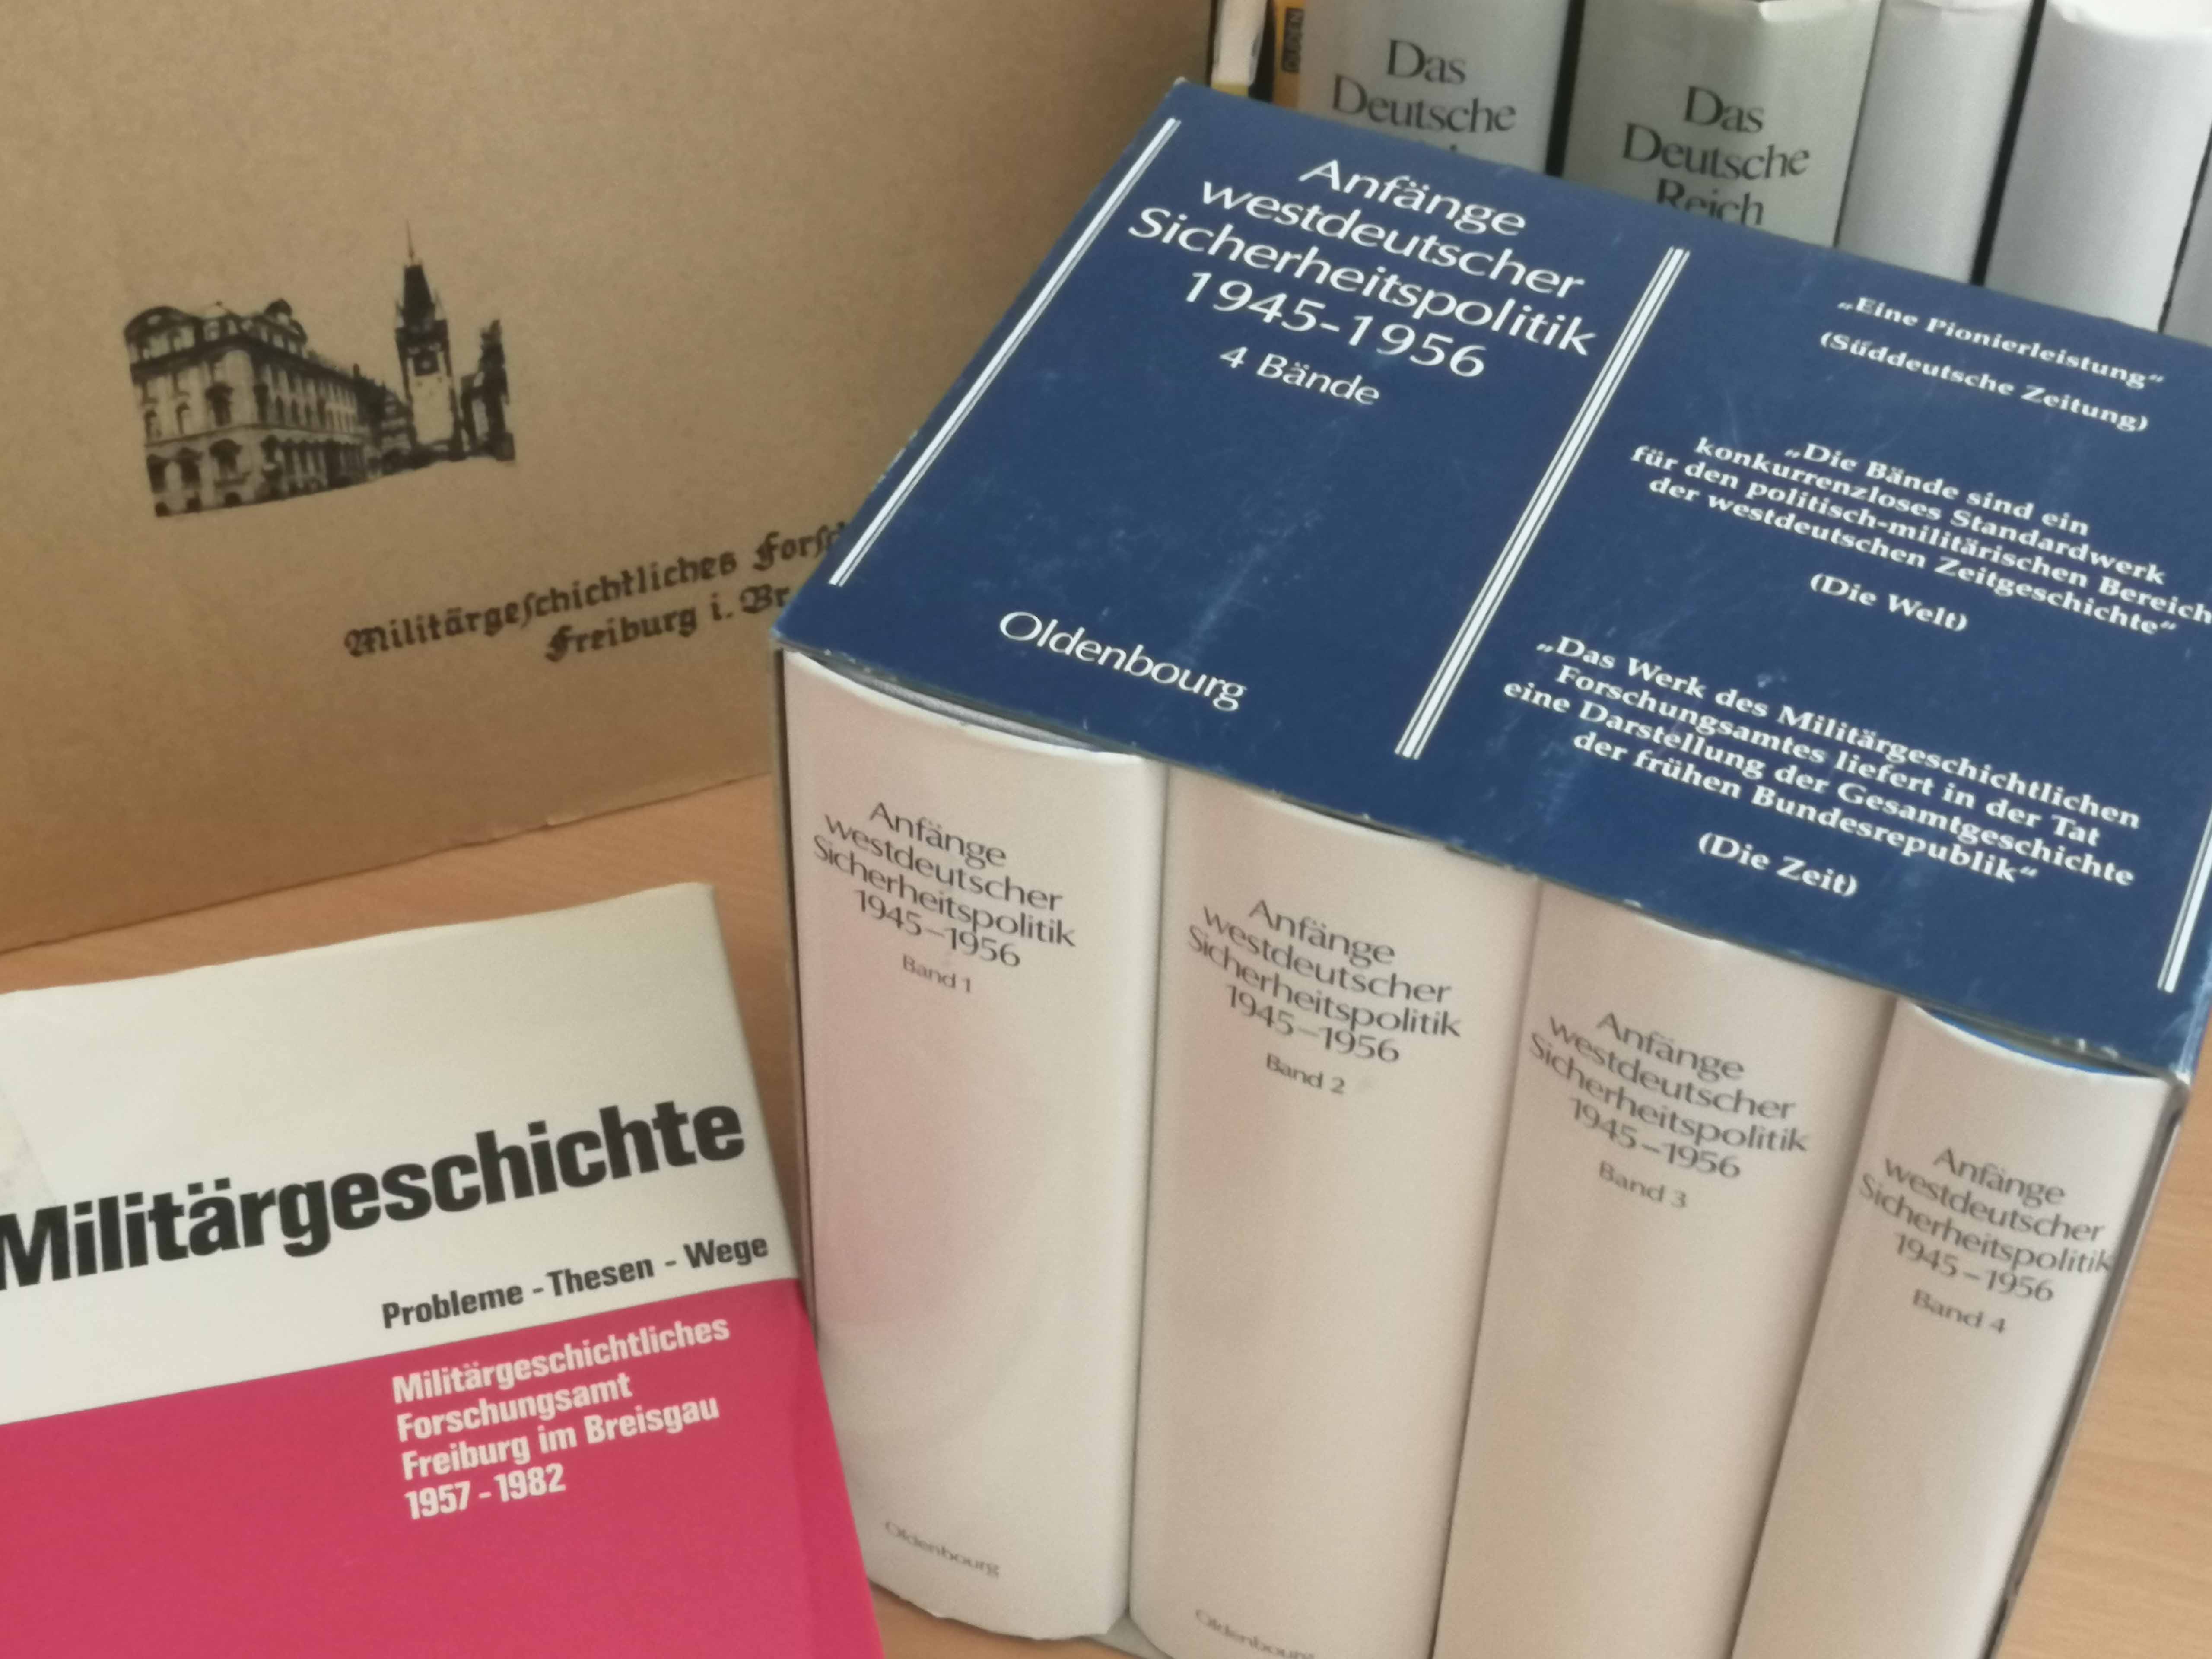 Das
Deutsche
Das
Deutsche
Reich
Anfänge
westdeutscher
Sicherheitspolitik
1945-1956
4 Bände
Oldenbourg
„Eine Pionierleistung“
(Süddeutsche Zeitung)
„Die Bände sind ein
konkurrenzloses Standardwerk
für den politisch-militärischen Bereich
der westdeutschen Zeitgeschichte“
(Die Welt)
„Das Werk des Militärgeschichtlichen
Forschungsamtes liefert in der Tat
eine Darstellung der Gesamtgeschichte
der frühen Bundesrepublik“
(Die Zeit)
Militärgeſchichtliches Forſch
Freiburg i. Br
Anfänge
westdeutscher
Sicherheitspolitik
1945–1956
Band 1
Oldenbourg
Anfänge
westdeutscher
Sicherheitspolitik
1945–1956
Band 2
Oldenbourg
Anfänge
westdeutscher
Sicherheitspolitik
1945–1956
Band 3
Anfänge
westdeutscher
Sicherheitspolitik
1945–1956
Band 4
Militärgeschichte
Probleme - Thesen - Wege
Militärgeschichtliches
Forschungsamt
Freiburg im Breisgau
1957 - 1982